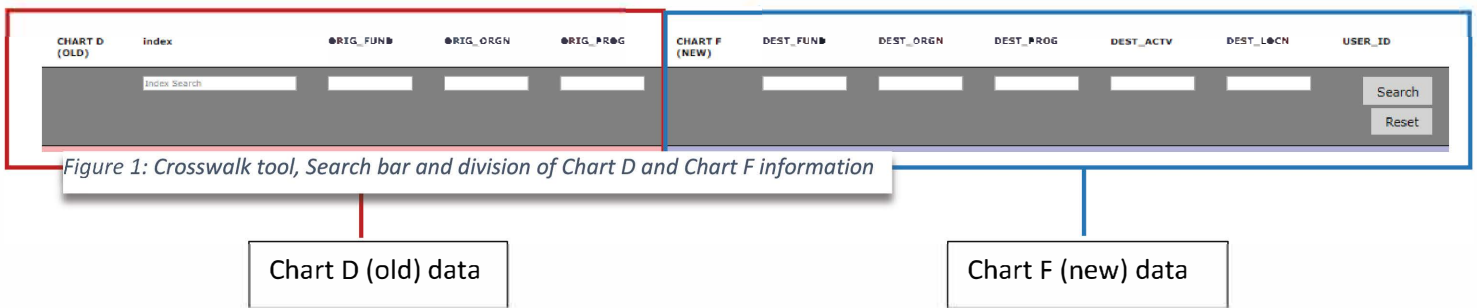 CHART D (OLD) index ORIG_FUND ORIG_ORGN ORIG_PROG CHART F (NEW) DEST_FUND DEST_ORGN DEST_PROG DEST_ACTV DEST_LOCN USER_ID
Index Search
Search
Reset
Figure 1: Crosswalk tool, Search bar and division of Chart D and Chart F information
Chart D (old) data
Chart F (new) data